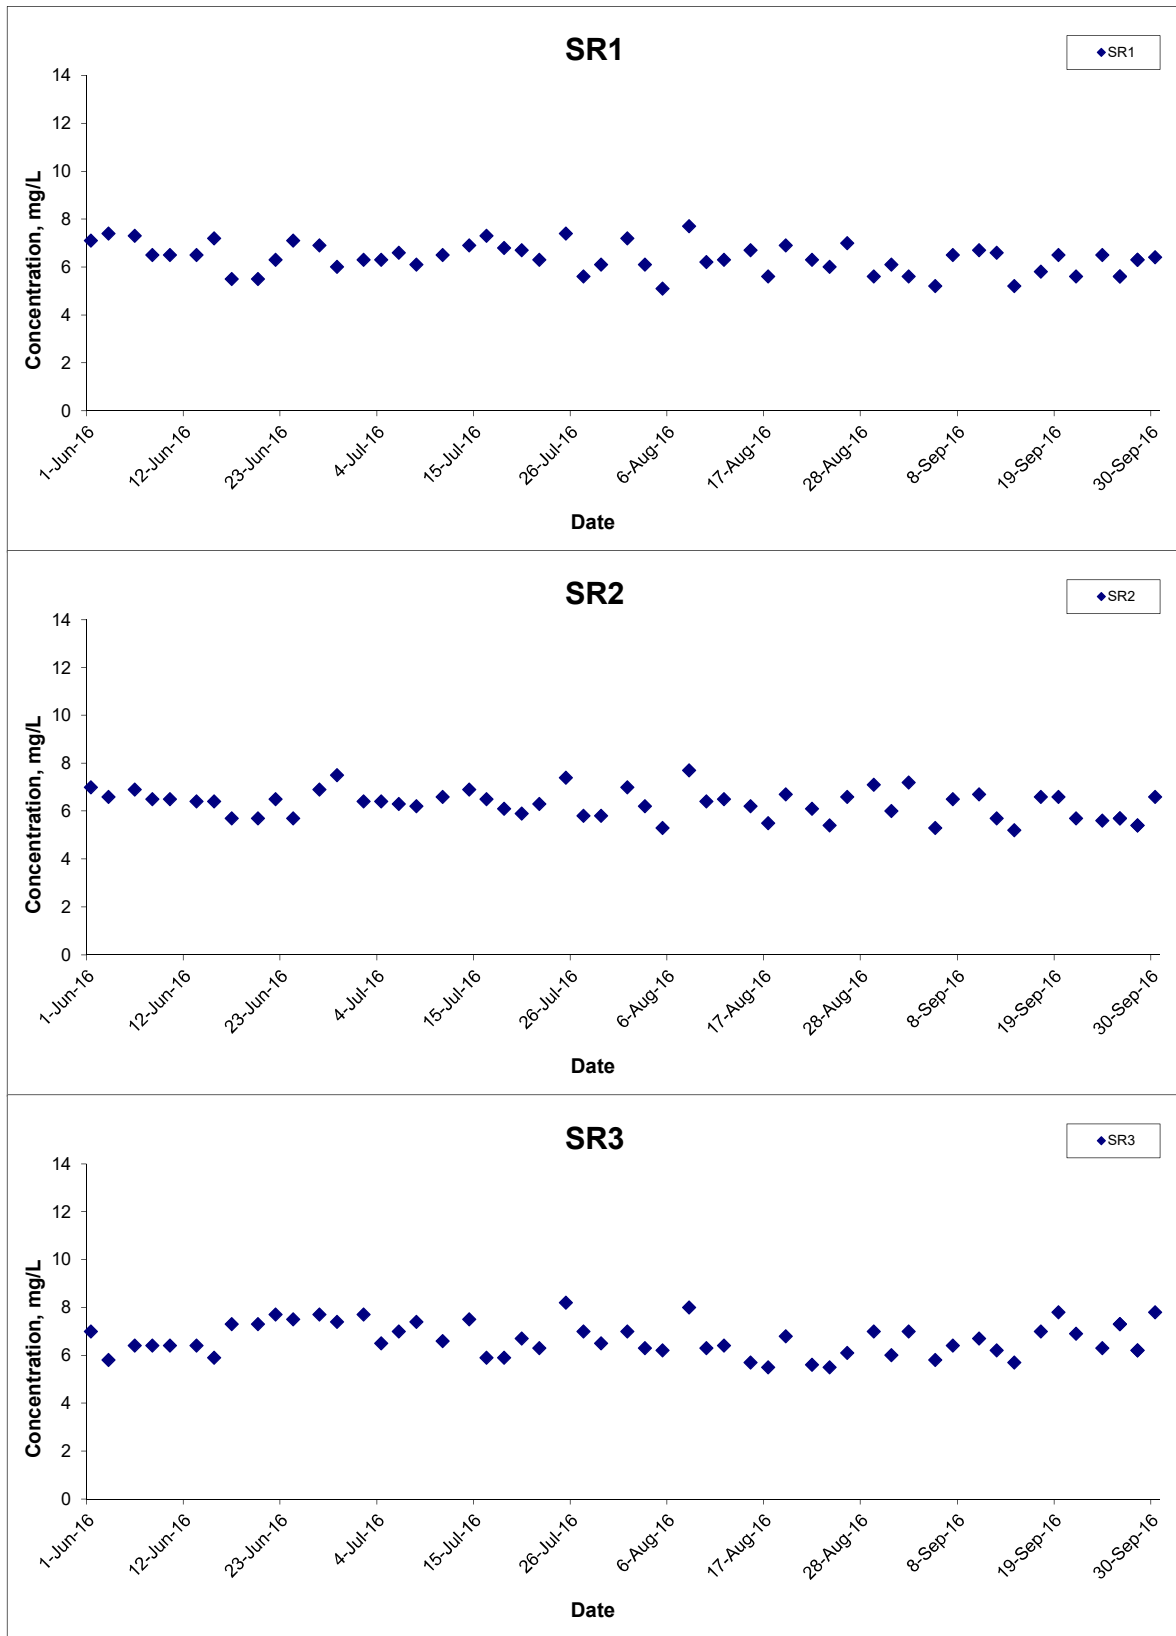 SR1
SR1
14
12
10
8
6
4
2
0
Concentration, mg/L
1-Jun-16
12-Jun-16
23-Jun-16
4-Jul-16
15-Jul-16
26-Jul-16
6-Aug-16
17-Aug-16
28-Aug-16
8-Sep-16
19-Sep-16
30-Sep-16
Date
SR2
SR2
14
12
10
8
6
4
2
0
Concentration, mg/L
1-Jun-16
12-Jun-16
23-Jun-16
4-Jul-16
15-Jul-16
26-Jul-16
6-Aug-16
17-Aug-16
28-Aug-16
8-Sep-16
19-Sep-16
30-Sep-16
Date
SR3
SR3
14
12
10
8
6
4
2
0
Concentration, mg/L
1-Jun-16
12-Jun-16
23-Jun-16
4-Jul-16
15-Jul-16
26-Jul-16
6-Aug-16
17-Aug-16
28-Aug-16
8-Sep-16
19-Sep-16
30-Sep-16
Date